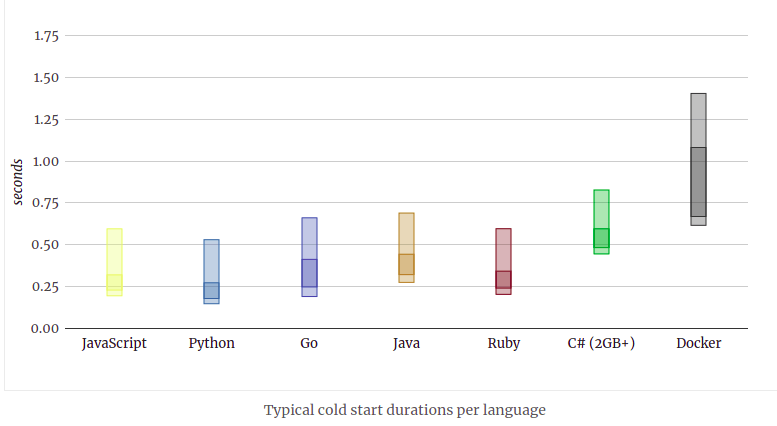 1.75
1.50
1.25
1.00
0.75
0.50
0.25
0.00
seconds
JavaScript Python Go Java Ruby C# (2GB+) Docker
Typical cold start durations per language